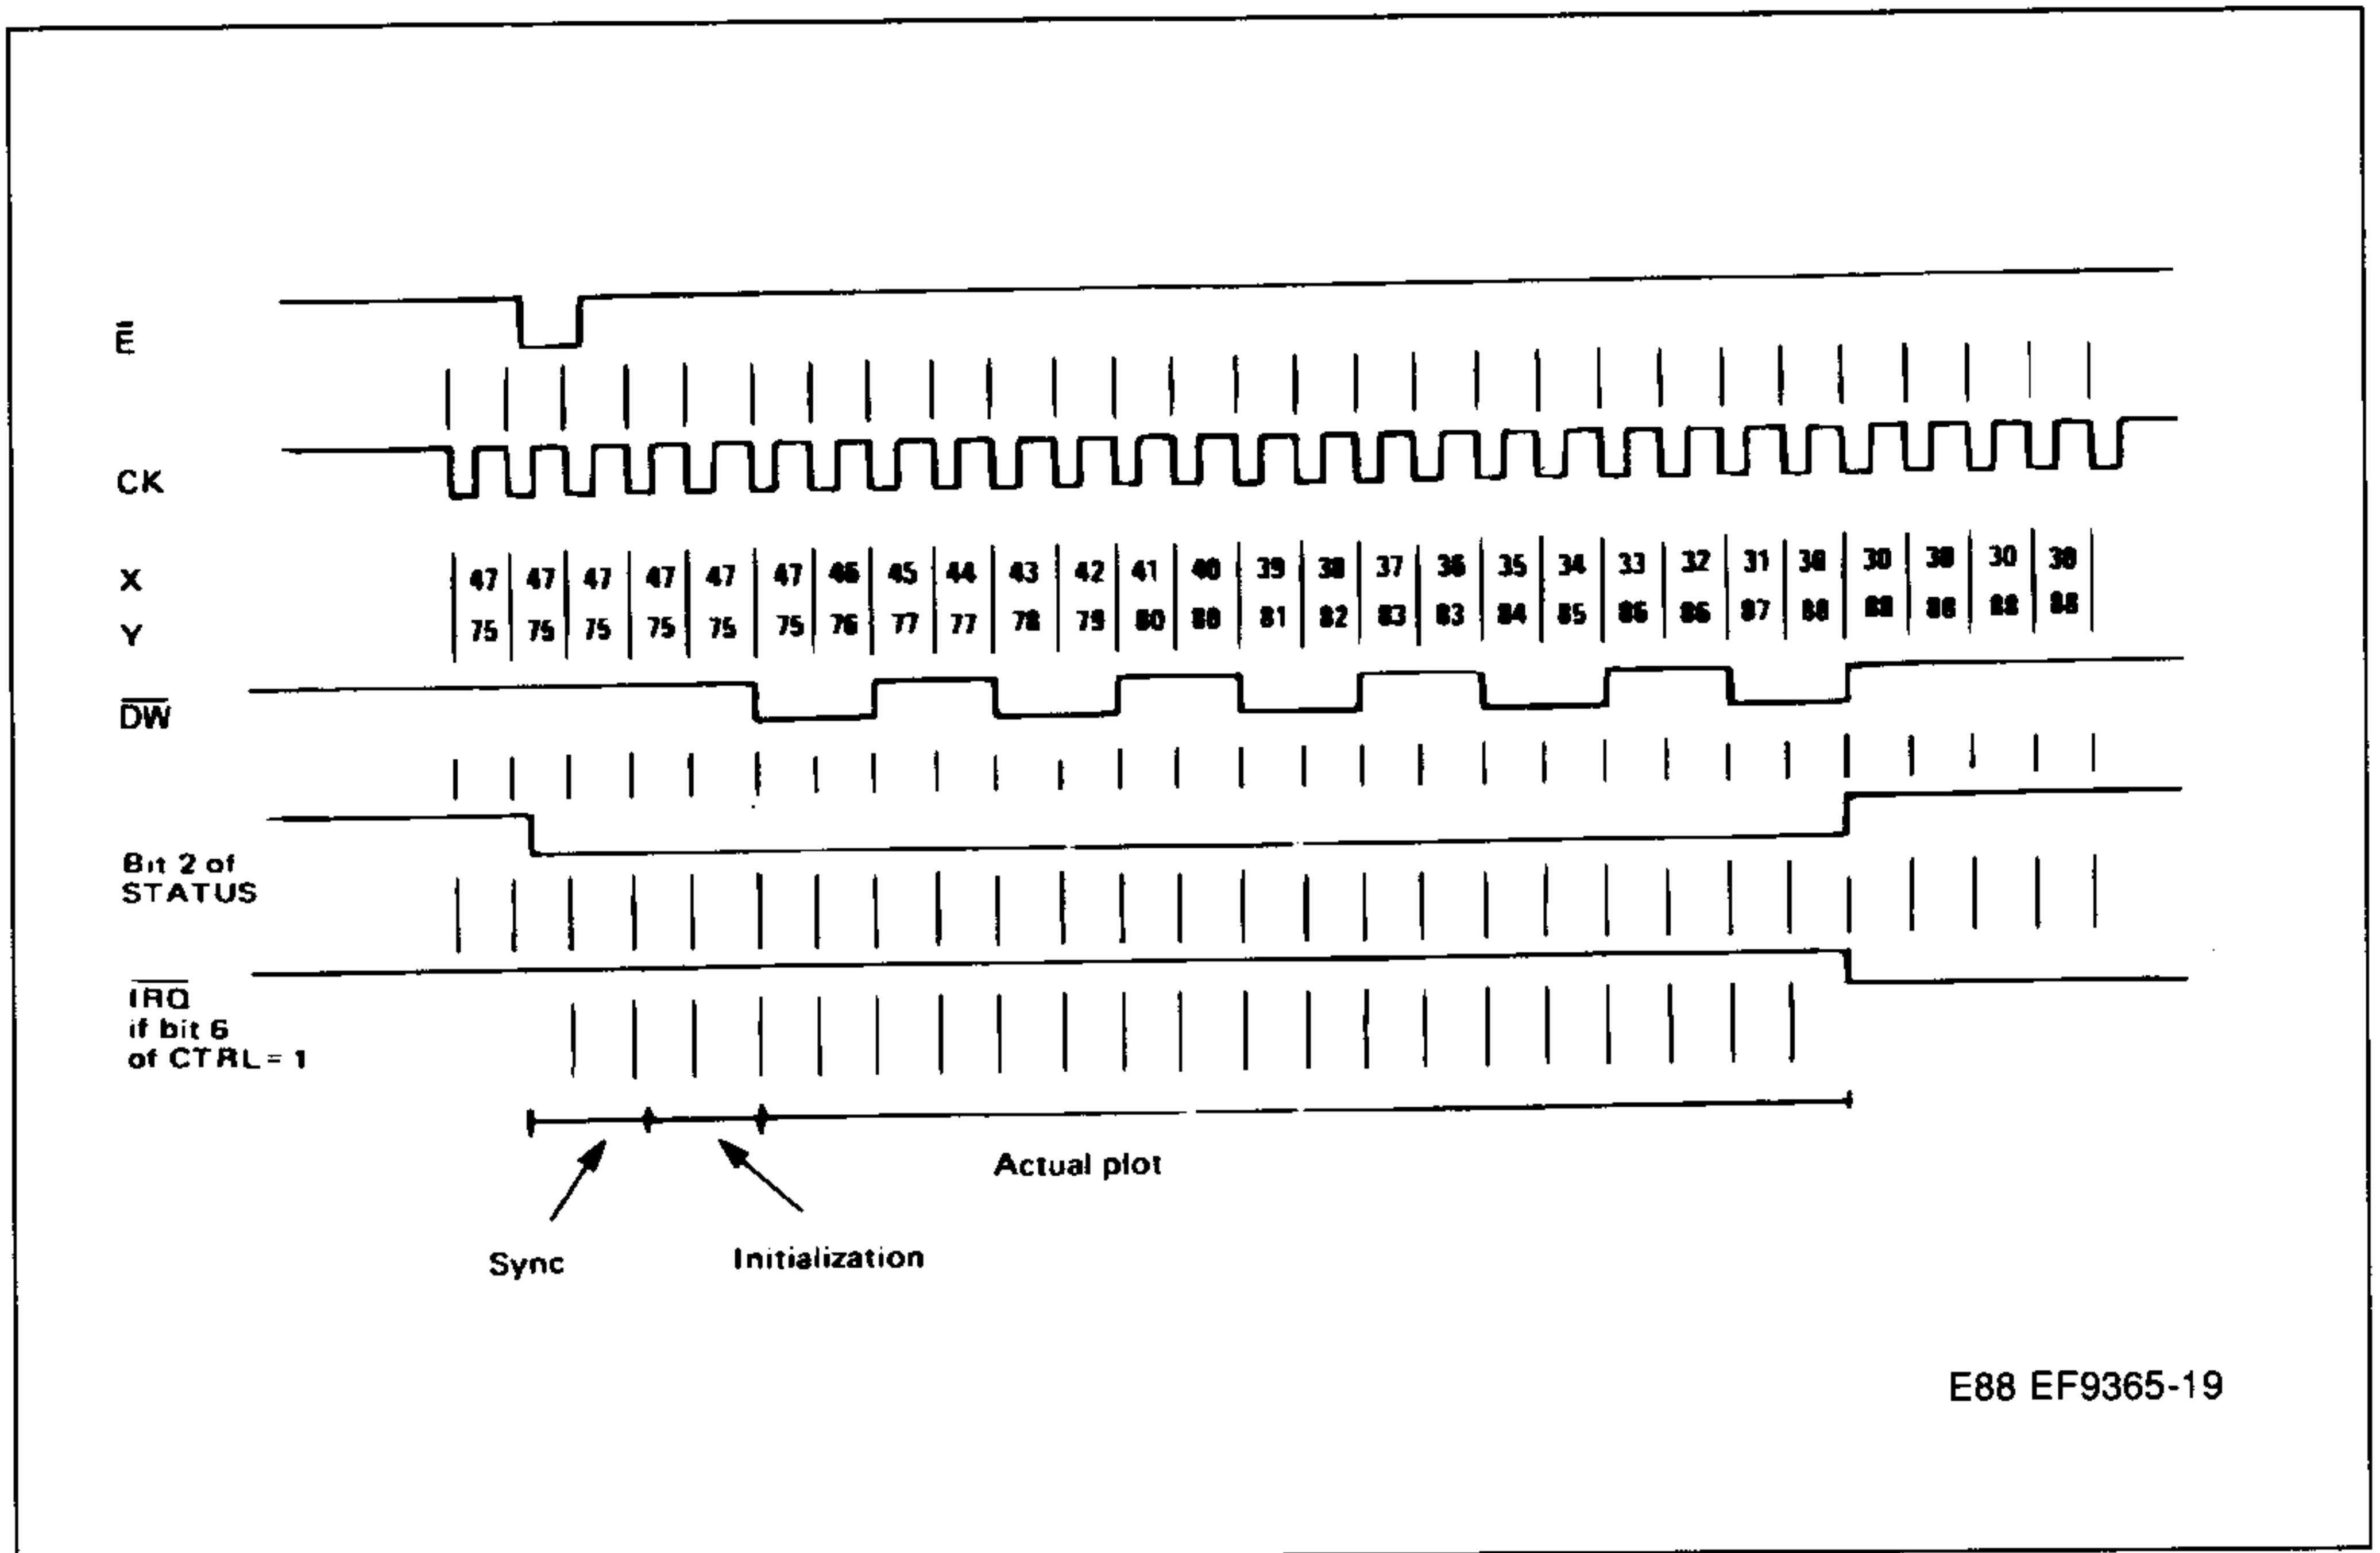 E
CK
X 47 47 47 47 47 47 46 45 44 43 42 41 40 39 38 37 36 35 34 33 32 31 30 30 30 30 30
Y 75 75 75 75 75 75 76 77 77 78 79 80 80 81 82 83 83 84 85 86 86 87 88 88 88 88 88
DW
Bit 2 of
STATUS
IRQ
if bit 6
of CTRL = 1
Actual plot
Sync
Initialization
E88 EF9365-19